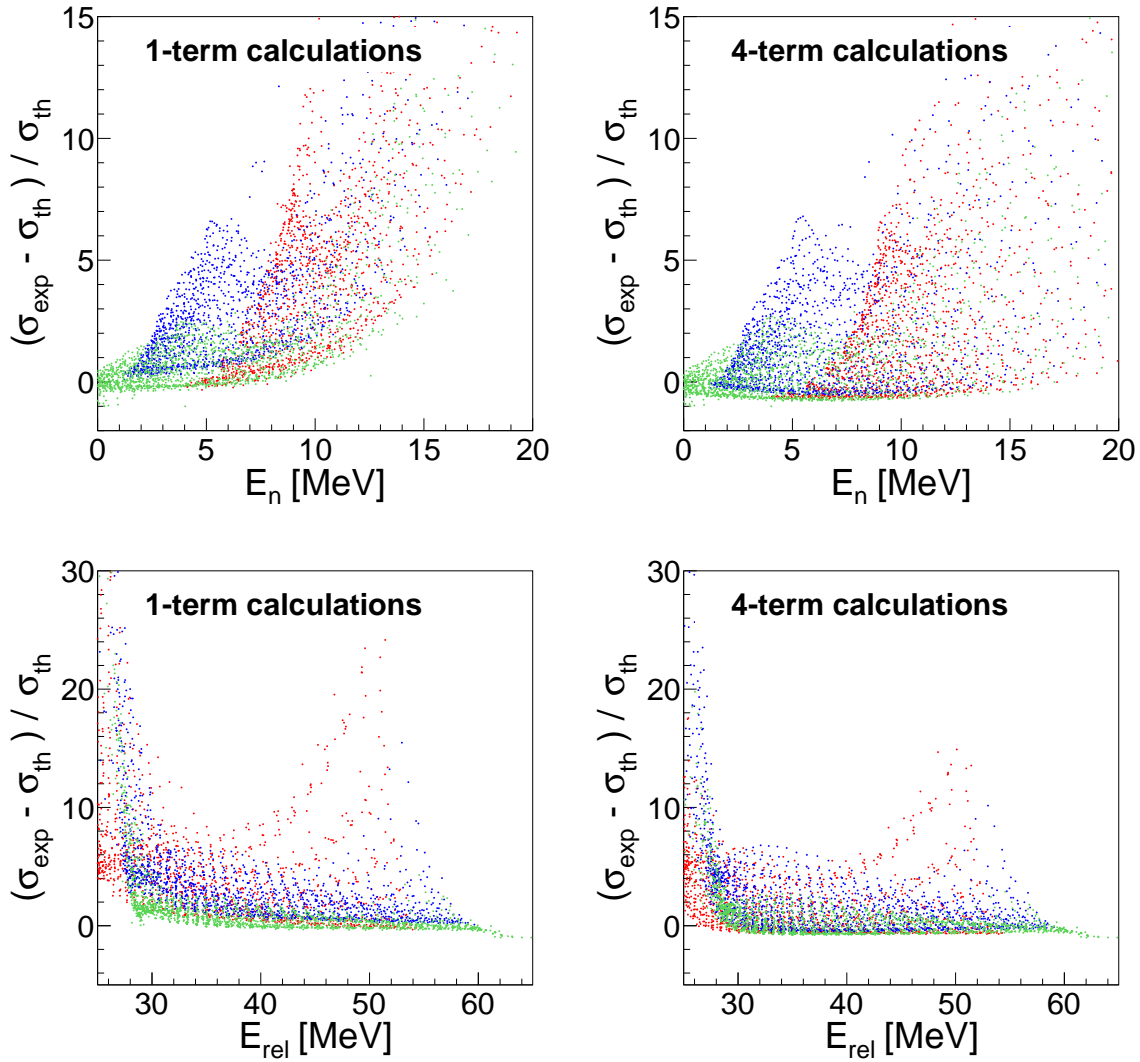 1-term calculations
(σexp - σth) / σth
15
10
5
0
0 5 10 15 20
En [MeV]
4-term calculations
(σexp - σth) / σth
15
10
5
0
0 5 10 15 20
En [MeV]
1-term calculations
(σexp - σth) / σth
30
20
10
0
30 40 50 60
Erel [MeV]
4-term calculations
(σexp - σth) / σth
30
20
10
0
30 40 50 60
Erel [MeV]